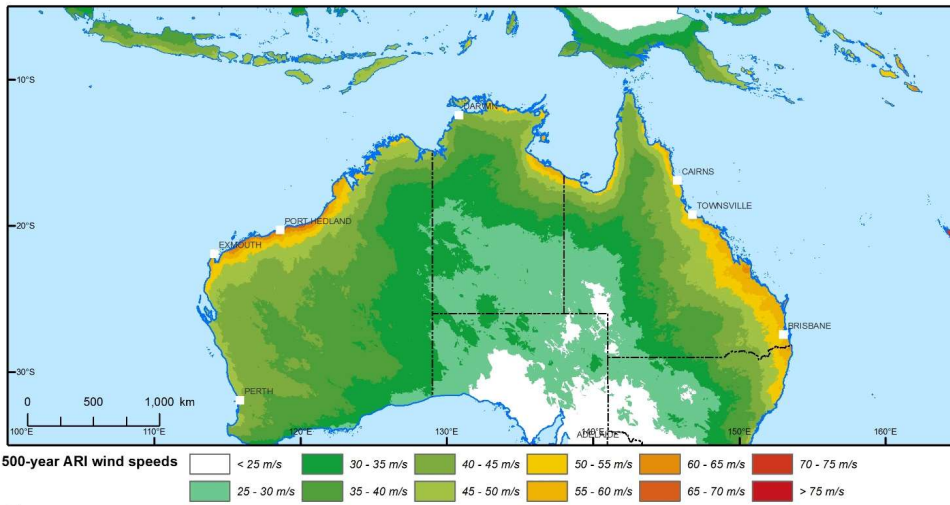 10°S
DARWIN
CAIRNS
TOWNSVILLE
20°S
PORT HEDLAND
EXMOUTH
BRISBANE
30°S
PERTH
0 500 1,000 km
ADELAIDE
100°E 110°E 120°E 130°E 140°E 150°E 160°E
500-year ARI wind speeds
< 25 m/s 30 - 35 m/s 40 - 45 m/s 50 - 55 m/s 60 - 65 m/s 70 - 75 m/s
25 - 30 m/s 35 - 40 m/s 45 - 50 m/s 55 - 60 m/s 65 - 70 m/s > 75 m/s